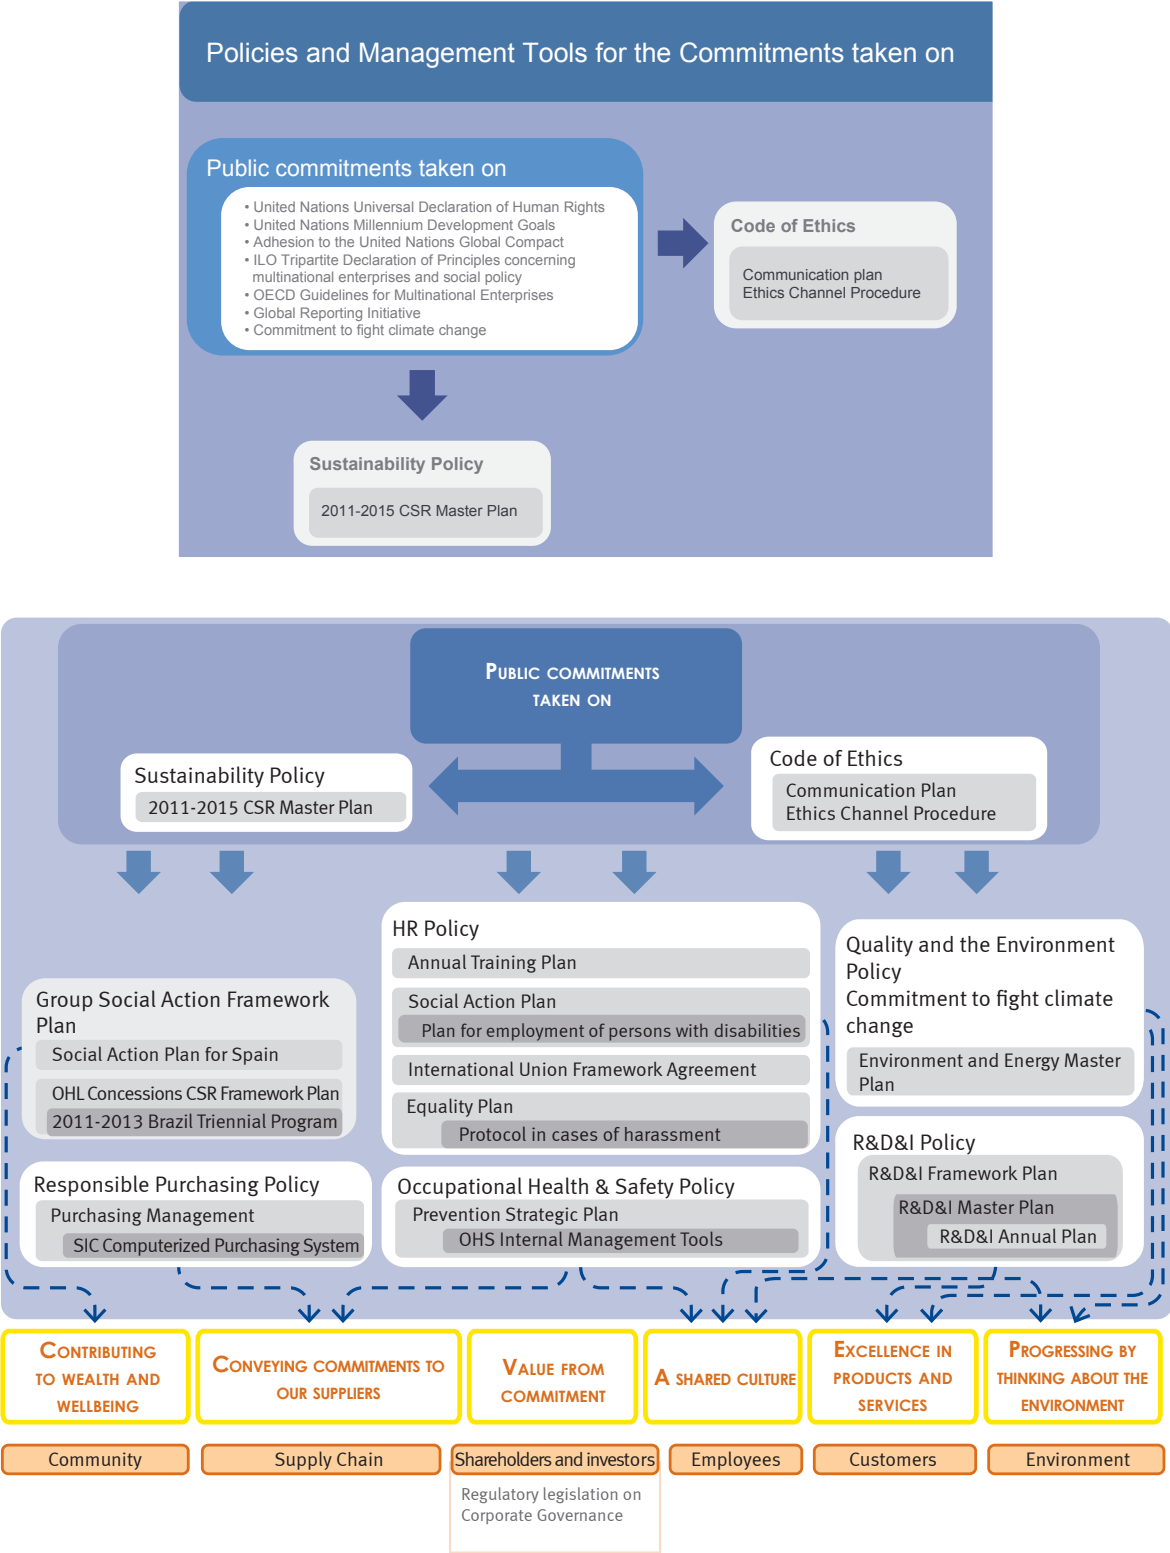 Policies and Management Tools for the Commitments taken on
Public commitments taken on
• United Nations Universal Declaration of Human Rights
• United Nations Millennium Development Goals
• Adhesion to the United Nations Global Compact
• ILO Tripartite Declaration of Principles concerning
multinational enterprises and social policy
• OECD Guidelines for Multinational Enterprises
• Global Reporting Initiative
• Commitment to fight climate change
Code of Ethics
Communication plan
Ethics Channel Procedure
Sustainability Policy
2011-2015 CSR Master Plan
PUBLIC COMMITMENTS
TAKEN ON
Sustainability Policy
2011-2015 CSR Master Plan
Code of Ethics
Communication Plan
Ethics Channel Procedure
Group Social Action Framework
Plan
Social Action Plan for Spain
OHL Concessions CSR Framework Plan
2011-2013 Brazil Triennial Program
Responsible Purchasing Policy
Purchasing Management
SIC Computerized Purchasing System
HR Policy
Annual Training Plan
Social Action Plan
Plan for employment of persons with disabilities
International Union Framework Agreement
Equality Plan
Protocol in cases of harassment
Occupational Health & Safety Policy
Prevention Strategic Plan
OHS Internal Management Tools
Quality and the Environment
Policy
Commitment to fight climate
change
Environment and Energy Master
Plan
R&D&I Policy
R&D&I Framework Plan
R&D&I Master Plan
R&D&I Annual Plan
CONTRIBUTING
TO WEALTH AND
WELLBEING
CONVEYING COMMITMENTS TO
OUR SUPPLIERS
VALUE FROM
COMMITMENT
A SHARED CULTURE
EXCELLENCE IN
PRODUCTS AND
SERVICES
PROGRESSING BY
THINKING ABOUT THE
ENVIRONMENT
Community
Supply Chain
Shareholders and investors
Employees
Customers
Environment
Regulatory legislation on
Corporate Governance